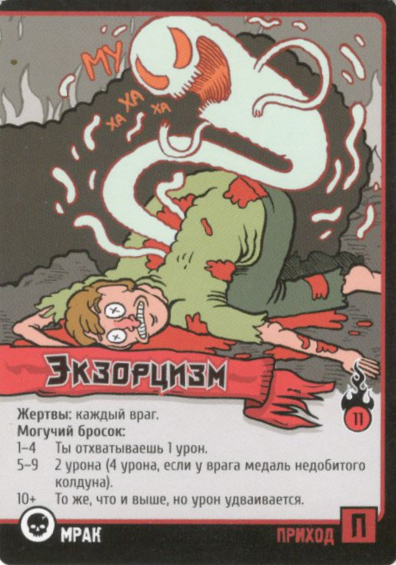 МУ
ХА
ХА
ХА
ЭКЗОРЦИЗМ
11
Жертвы: каждый враг.
Могучий бросок:
1–4 Ты отхватываешь 1 урон.
5–9 2 урона (4 урона, если у врага медаль недобитого
колдуна).
10+ То же, что и выше, но урон удваивается.
МРАК
ПРИХОД П